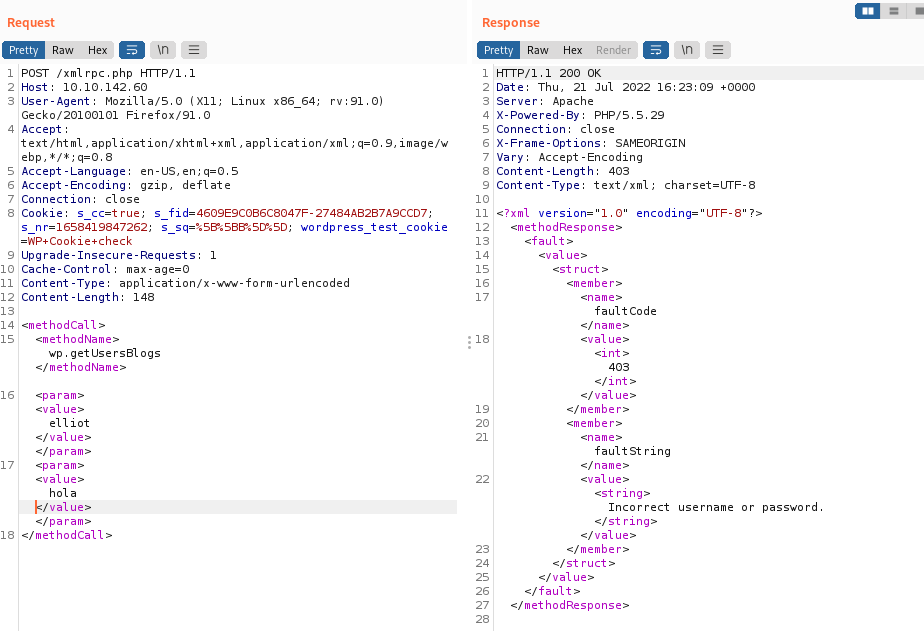 Request
Pretty Raw Hex \n
1 POST /xmlrpc.php HTTP/1.1
2 Host: 10.10.142.60
3 User-Agent: Mozilla/5.0 (X11; Linux x86_64; rv:91.0)
Gecko/20100101 Firefox/91.0
4 Accept:
text/html,application/xhtml+xml,application/xml;q=0.9,image/w
ebp,*/*;q=0.8
5 Accept-Language: en-US,en;q=0.5
6 Accept-Encoding: gzip, deflate
7 Connection: close
8 Cookie: s_cc=true; s_fid=4609E9C0B6C8047F-27484AB2B7A9CCD7;
s_nr=1658419847262; s_sq=%5B%5BB%5D%5D; wordpress_test_cookie
=WP+Cookie+check
9 Upgrade-Insecure-Requests: 1
10 Cache-Control: max-age=0
11 Content-Type: application/x-www-form-urlencoded
12 Content-Length: 148
13
14 <methodCall>
15 <methodName>
wp.getUsersBlogs
</methodName>
16 <param>
<value>
elliot
</value>
</param>
17 <param>
<value>
hola
</value>
</param>
18 </methodCall>
Response
Pretty Raw Hex Render \n
1 HTTP/1.1 200 OK
2 Date: Thu, 21 Jul 2022 16:23:09 +0000
3 Server: Apache
4 X-Powered-By: PHP/5.5.29
5 Connection: close
6 X-Frame-Options: SAMEORIGIN
7 Vary: Accept-Encoding
8 Content-Length: 403
9 Content-Type: text/xml; charset=UTF-8
10
11 <?xml version="1.0" encoding="UTF-8"?>
12 <methodResponse>
13 <fault>
14 <value>
15 <struct>
16 <member>
17 <name>
faultCode
</name>
18 <value>
<int>
403
</int>
</value>
19 </member>
20 <member>
21 <name>
faultString
</name>
22 <value>
<string>
Incorrect username or password.
</string>
</value>
23 </member>
24 </struct>
25 </value>
26 </fault>
27 </methodResponse>
28